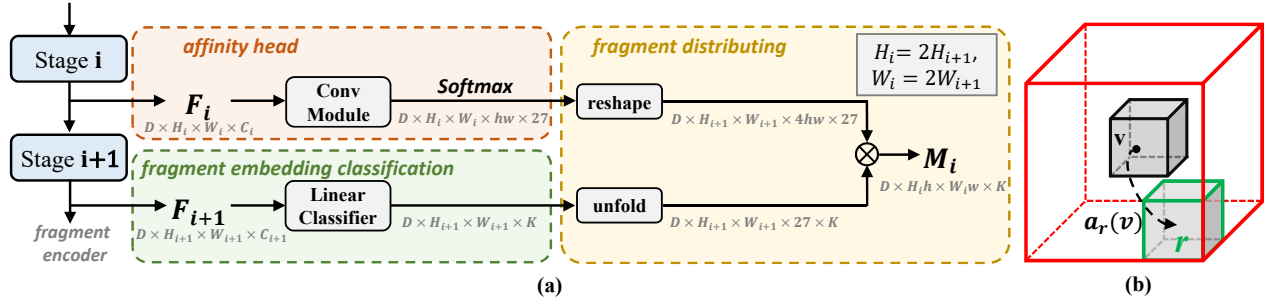 Stage i
Stage i+1
fragment
encoder
affinity head
F_i
D × H_i × W_i × C_i
Conv
Module
Softmax
D × H_i × W_i × hw × 27
fragment embedding classification
F_{i+1}
D × H_{i+1} × W_{i+1} × C_{i+1}
Linear
Classifier
D × H_{i+1} × W_{i+1} × K
fragment distributing
H_i = 2H_{i+1},
W_i = 2W_{i+1}
reshape
D × H_{i+1} × W_{i+1} × 4hw × 27
unfold
D × H_{i+1} × W_{i+1} × 27 × K
M_i
D × H_i h × W_i w × K
(a)
v
a_r(v)
r
(b)